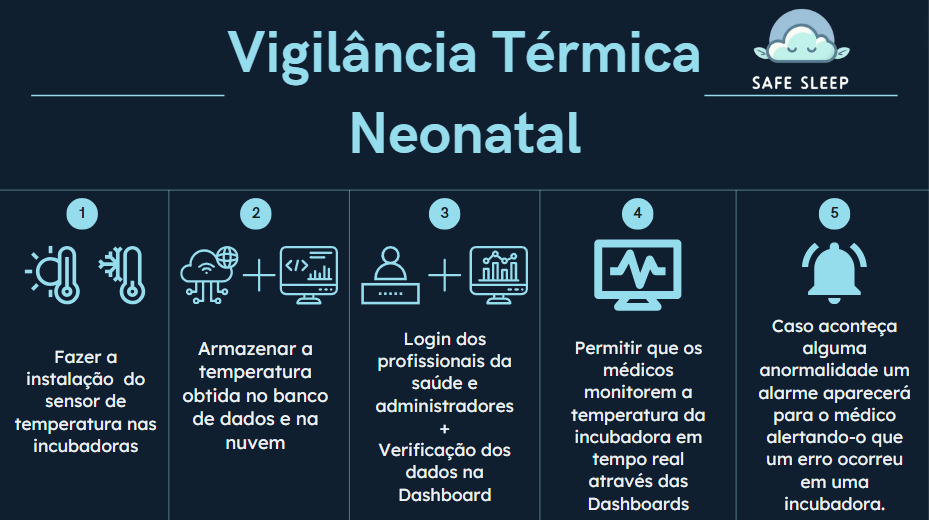 Vigilância Térmica
Neonatal
SAFE SLEEP
1
Fazer a
instalação do
sensor de
temperatura nas
incubadoras
2
</>
Armazenar a
temperatura
obtida no banco
de dados e na
nuvem
3
Login dos
profissionais da
saúde e
administradores
+
Verificação dos
dados na
Dashboard
4
Permitir que os
médicos
monitorem a
temperatura da
incubadora em
tempo real
através das
Dashboards
5
Caso aconteça
alguma
anormalidade um
alarme aparecerá
para o médico
alertando-o que
um erro ocorreu
em uma
incubadora.